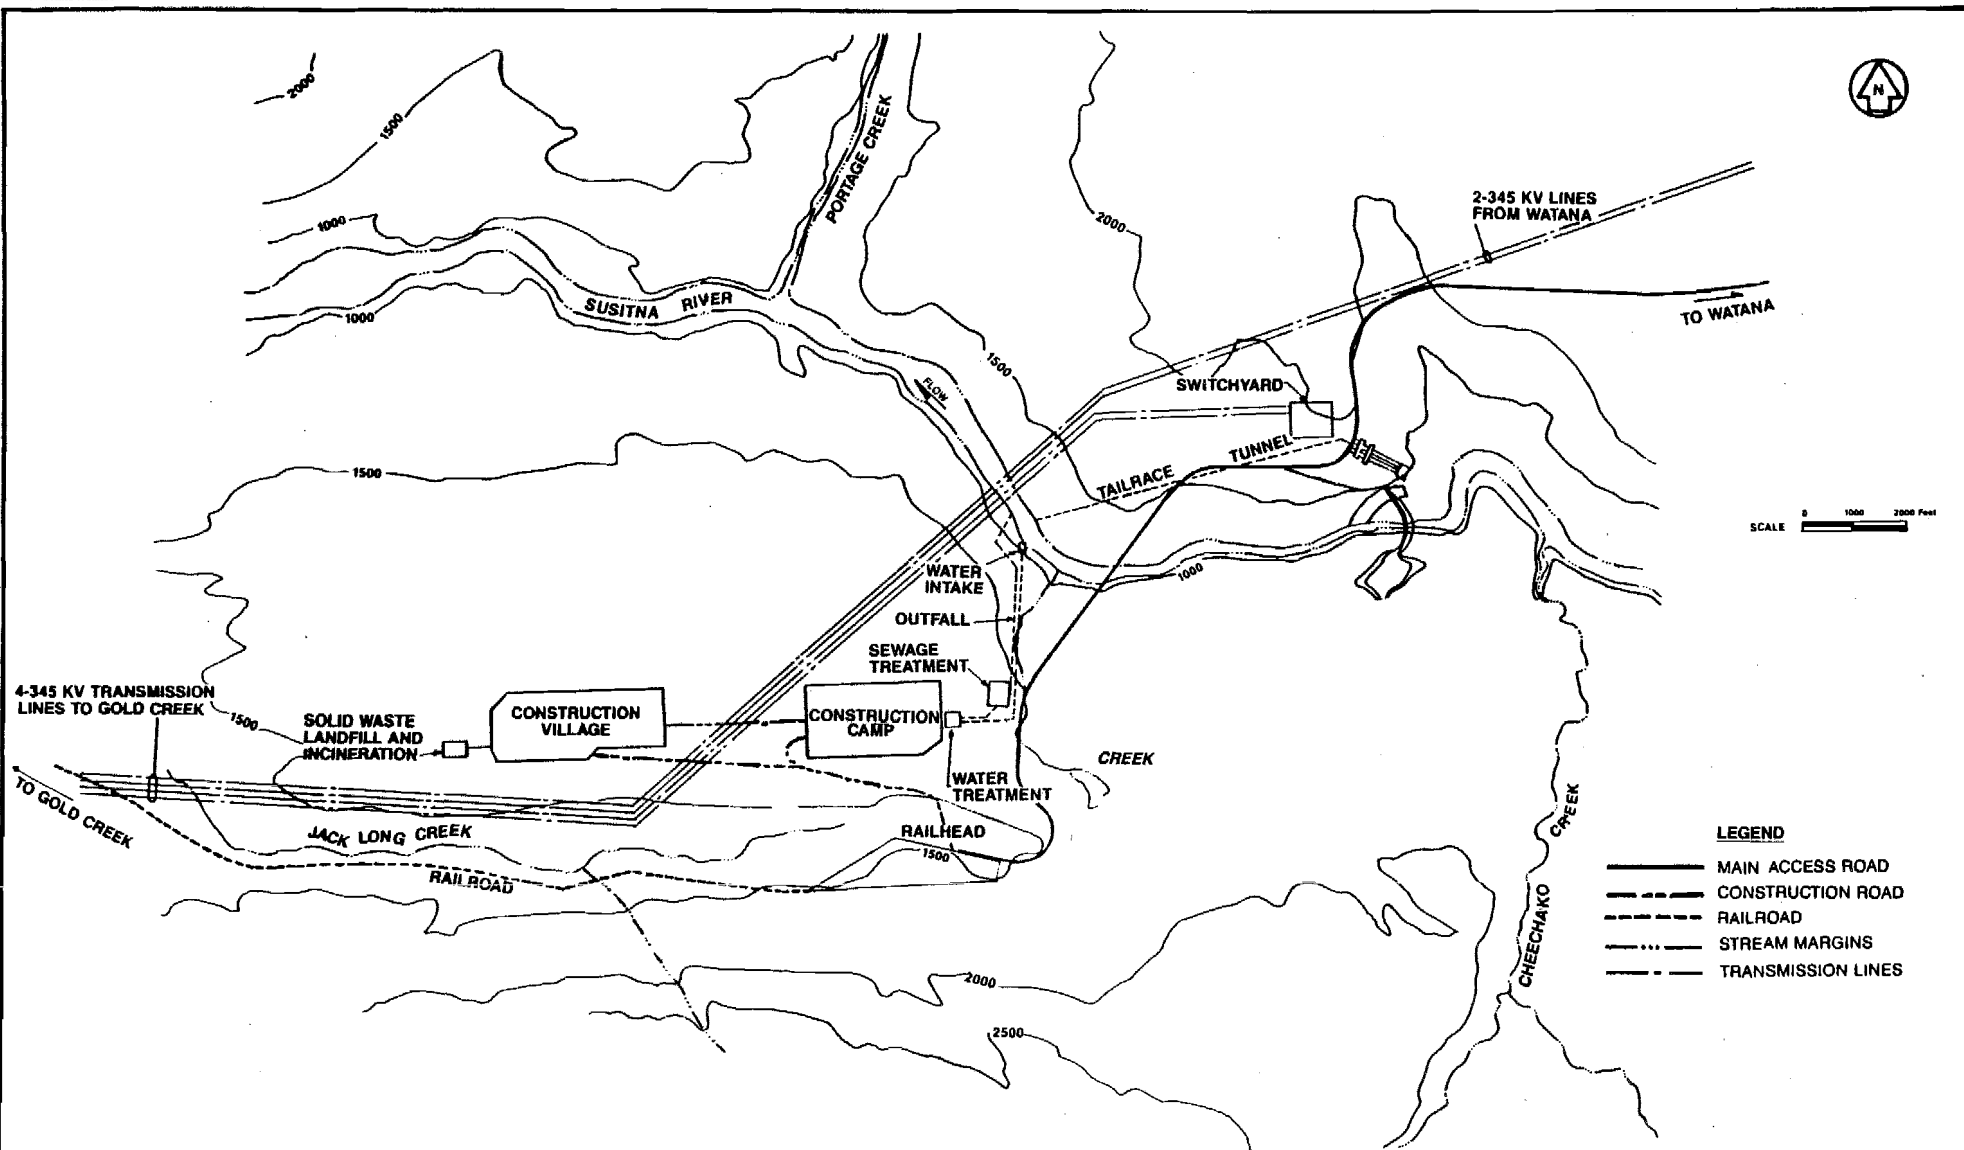 2000
1500
N
PORTAGE CREEK
2-345 KV LINES
FROM WATANA
1000
2000
SUSITNA RIVER
1000
TO WATANA
1500
FLOW
SWITCHYARD
TAILRACE TUNNEL
1500
SCALE
0 1000 2000 Feet
WATER
INTAKE
1000
OUTFALL
SEWAGE
TREATMENT
4-345 KV TRANSMISSION
LINES TO GOLD CREEK
1500
SOLID WASTE
LANDFILL AND
INCINERATION
CONSTRUCTION
VILLAGE
CONSTRUCTION
CAMP
CREEK
WATER
TREATMENT
TO GOLD CREEK
JACK LONG CREEK
RAILHEAD
1500
RAILROAD
CHEECHAKO CREEK
LEGEND
MAIN ACCESS ROAD
CONSTRUCTION ROAD
RAILROAD
STREAM MARGINS
TRANSMISSION LINES
2000
2500